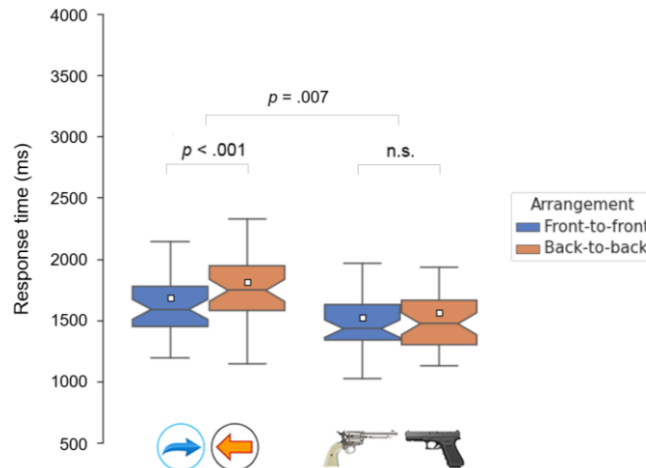 4000
3500
3000
2500
2000
1500
1000
500
Response time (ms)
p = .007
p < .001
n.s.
Arrangement
Front-to-front
Back-to-back